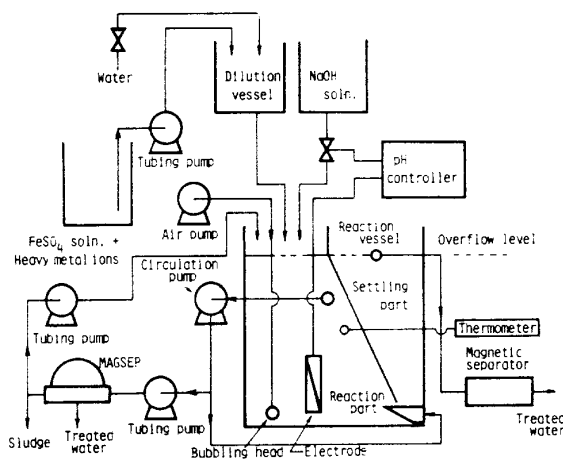 Water
Dilution
vessel
NaOH
soln.
Tubing pump
pH
controller
FeSO4 soln. +
Heavy metal ions
Air pump
Reaction
vessel
Overflow level
Circulation
pump
Settling
part
Tubing pump
Thermometer
MAGSEP
Magnetic
separator
Reaction
part
Sludge
Treated
water
Tubing pump
Bubbling head
Electrode
Treated
water